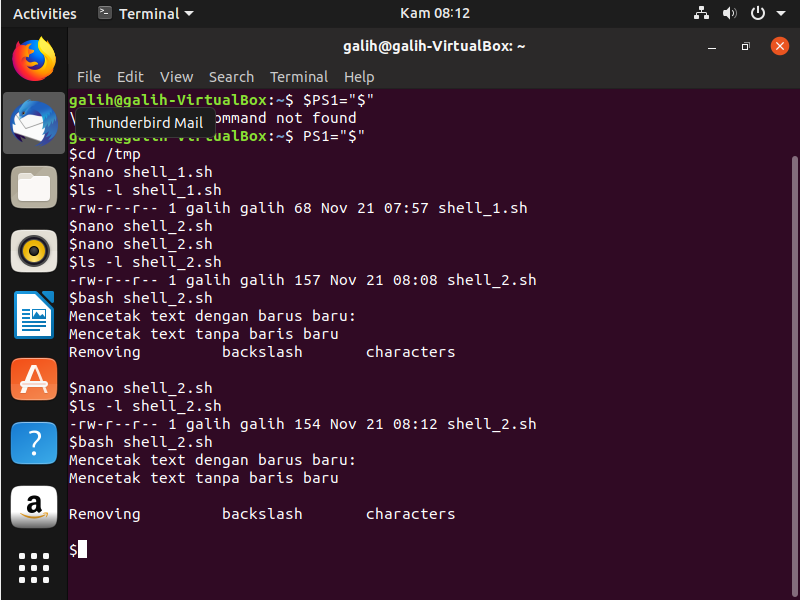 Activities Terminal Kam 08:12
galih@galih-VirtualBox: ~
File Edit View Search Terminal Help
galih@galih-VirtualBox:~$ $PS1="$"
ommand not found
Thunderbird Mail
VirtualBox:~$ PS1="$"
$cd /tmp
$nano shell_1.sh
$ls -l shell_1.sh
-rw-r--r-- 1 galih galih 68 Nov 21 07:57 shell_1.sh
$nano shell_2.sh
$nano shell_2.sh
$ls -l shell_2.sh
-rw-r--r-- 1 galih galih 157 Nov 21 08:08 shell_2.sh
$bash shell_2.sh
Mencetak text dengan barus baru:
Mencetak text tanpa baris baru
Removing backslash characters
$nano shell_2.sh
$ls -l shell_2.sh
-rw-r--r-- 1 galih galih 154 Nov 21 08:12 shell_2.sh
$bash shell_2.sh
Mencetak text dengan barus baru:
Mencetak text tanpa baris baru
Removing backslash characters
$